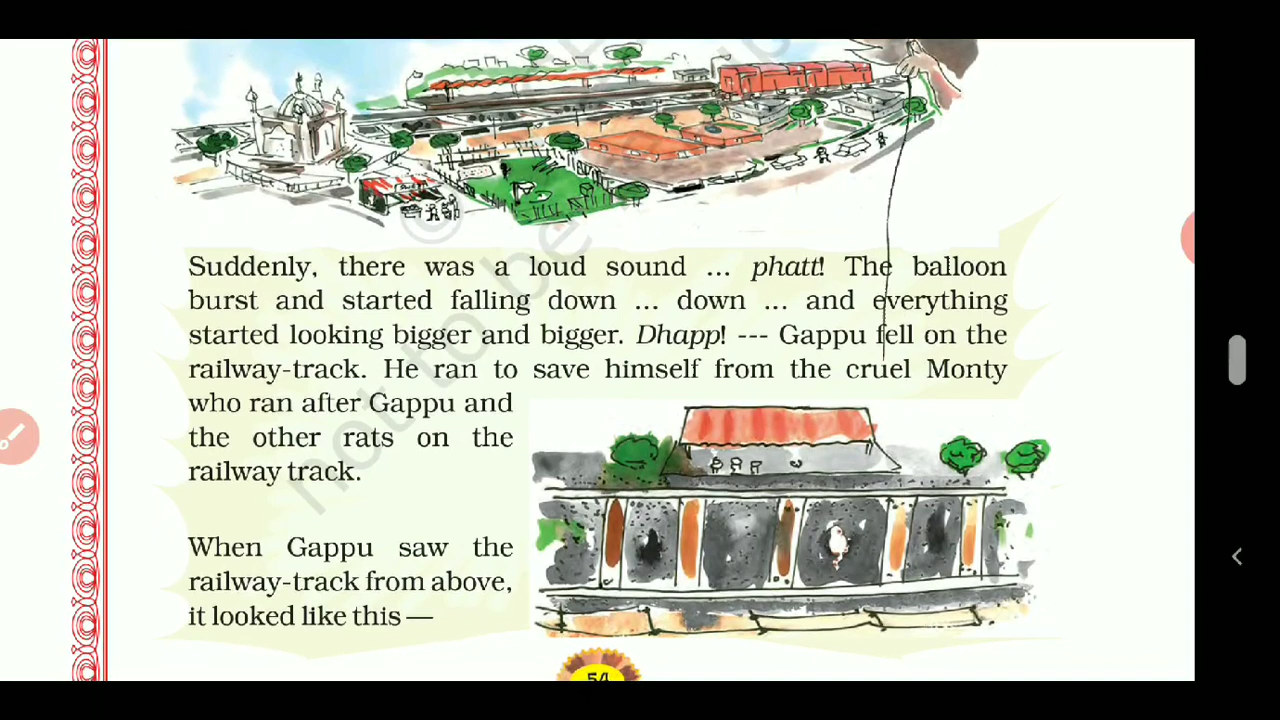 Suddenly, there was a loud sound ... phatt! The balloon
burst and started falling down ... down ... and everything
started looking bigger and bigger. Dhapp! --- Gappu fell on the
railway-track. He ran to save himself from the cruel Monty
who ran after Gappu and
the other rats on the
railway track.
When Gappu saw the
railway-track from above,
it looked like this —
54
not to be